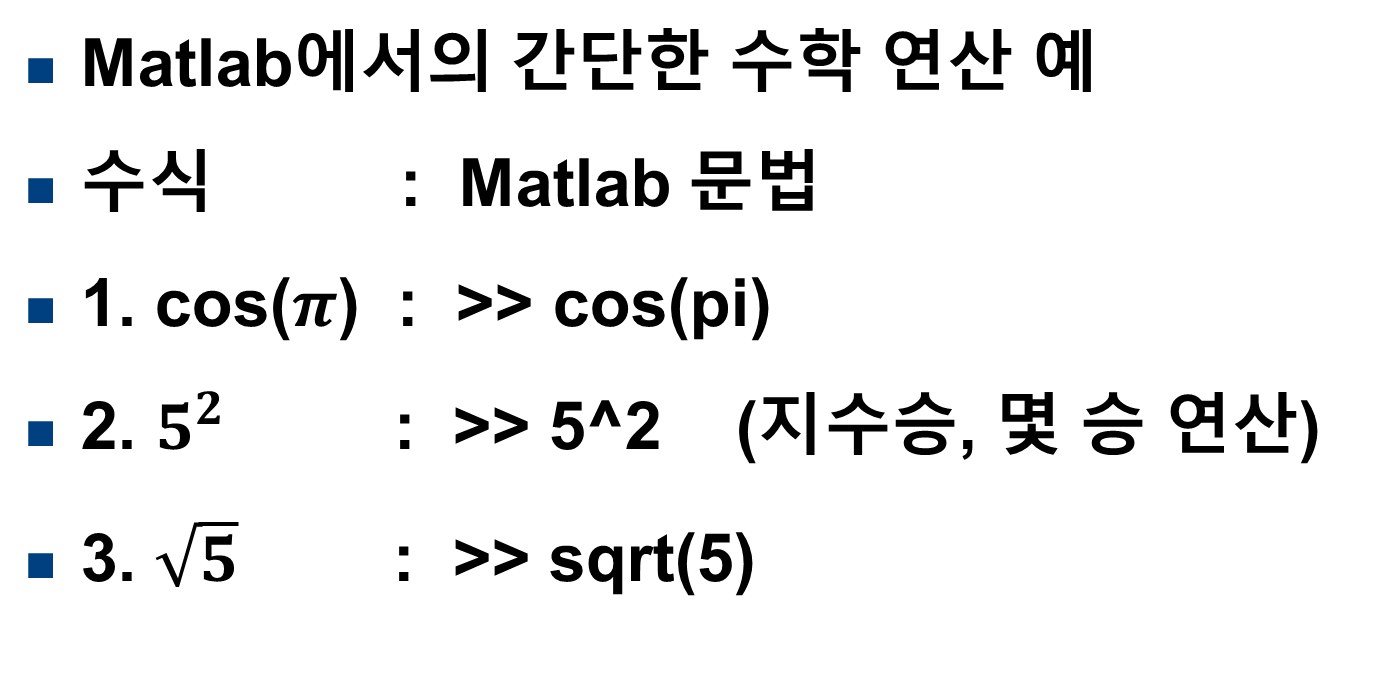 ▪ Matlab에서의 간단한 수학 연산 예
▪ 수식 : Matlab 문법
▪ 1. cos(π) : >> cos(pi)
▪ 2. 5² : >> 5^2 (지수승, 몇 승 연산)
▪ 3. √5 : >> sqrt(5)